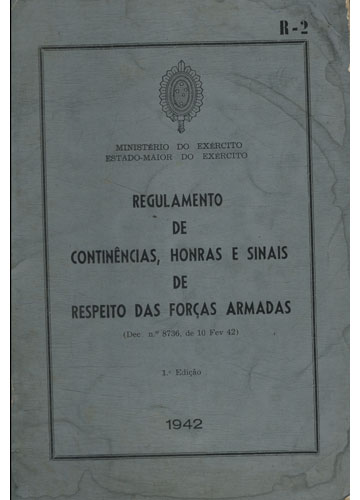 R-2
MINISTÉRIO DO EXÉRCITO
ESTADO-MAIOR DO EXÉRCITO
REGULAMENTO
DE
CONTINÊNCIAS, HONRAS E SINAIS
DE
RESPEITO DAS FORÇAS ARMADAS
(Dec n.º 8736, de 10 Fev 42)
1.ª Edição
1942